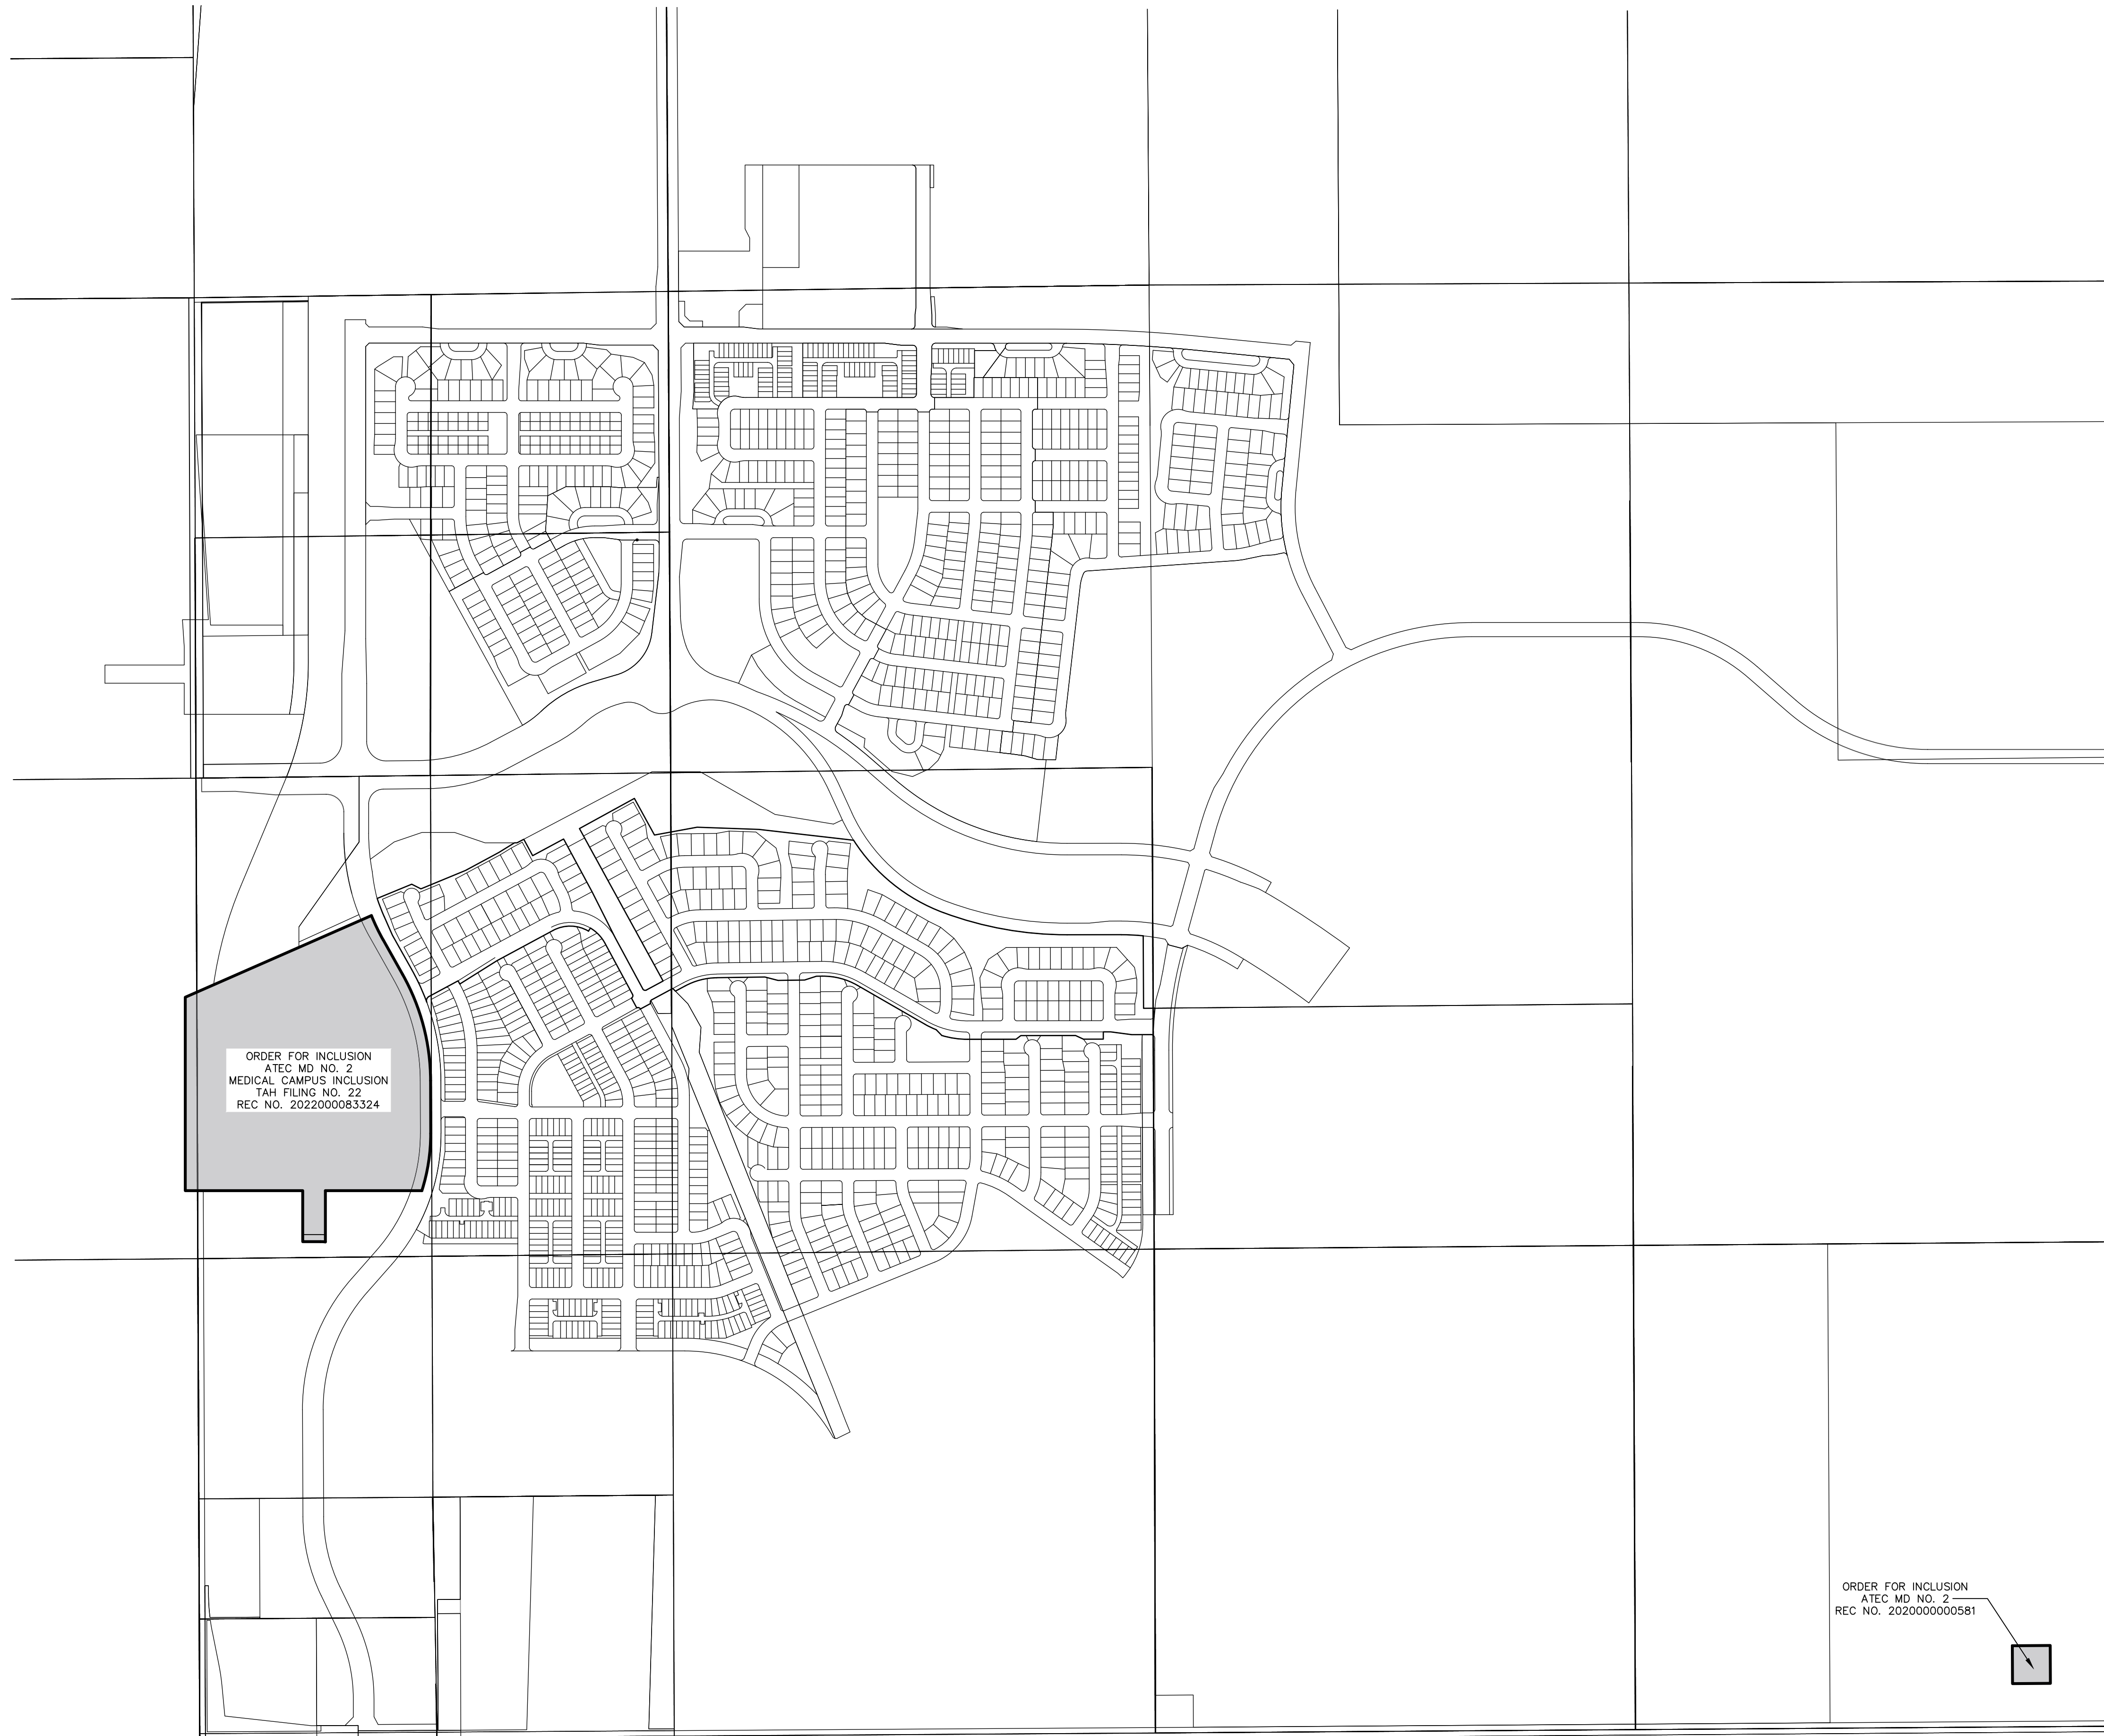 ORDER FOR INCLUSION
ATEC MD NO. 2
MEDICAL CAMPUS INCLUSION
TAH FILING NO. 22
REC NO. 2022000083324
ORDER FOR INCLUSION
ATEC MD NO. 2
REC NO. 2020000000581